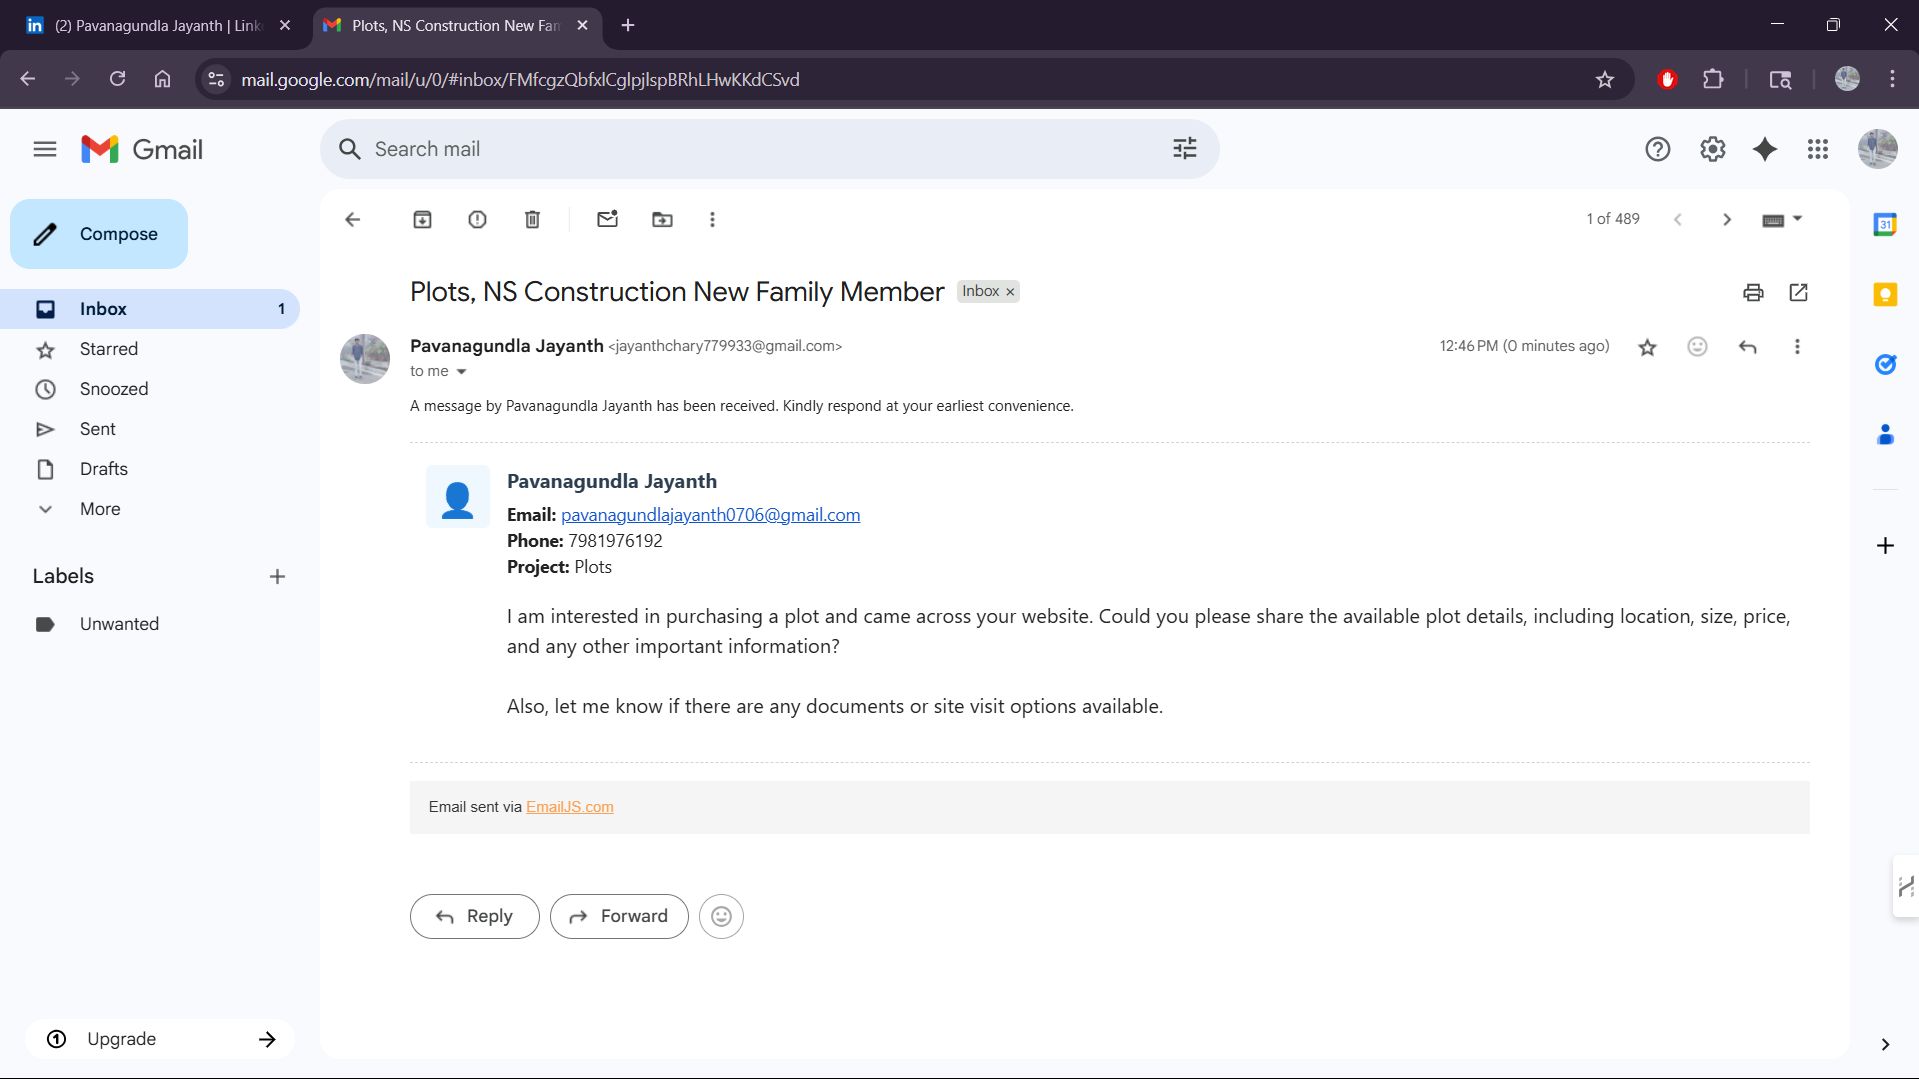 (2) Pavanagundla Jayanth | Link
Plots, NS Construction New Fam
mail.google.com/mail/u/0/#inbox/FMfcgzQbfxlCglpjlspBRhLHwKKdCSvd
Gmail
Search mail
Compose
1 of 489
Inbox 1
Starred
Snoozed
Sent
Drafts
More
Labels
Unwanted
Upgrade
Plots, NS Construction New Family Member Inbox ×
Pavanagundla Jayanth <jayanthchary779933@gmail.com> 12:46 PM (0 minutes ago)
to me
A message by Pavanagundla Jayanth has been received. Kindly respond at your earliest convenience.
Pavanagundla Jayanth
Email: pavanagundlajayanth0706@gmail.com
Phone: 7981976192
Project: Plots
I am interested in purchasing a plot and came across your website. Could you please share the available plot details, including location, size, price,
and any other important information?
Also, let me know if there are any documents or site visit options available.
Email sent via EmailJS.com
Reply Forward
31